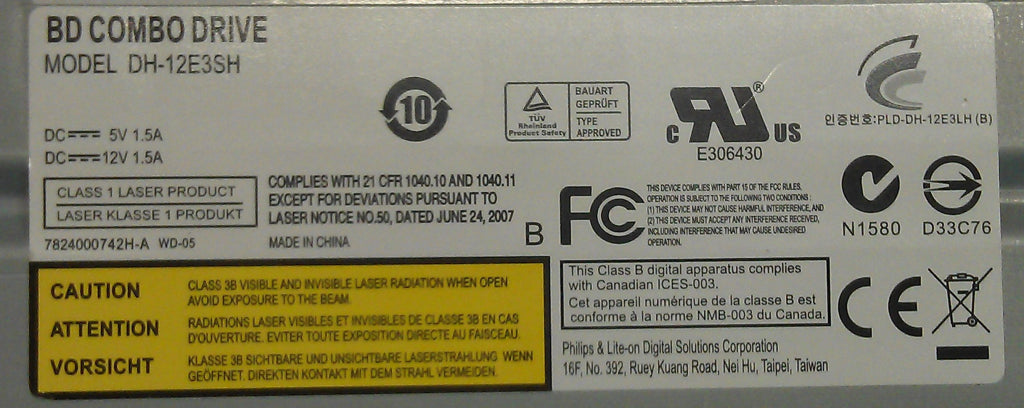 BD COMBO DRIVE
MODEL DH-12E3SH
DC 5V 1.5A
DC 12V 1.5A
10
TÜV
Rheinland
Product Safety
BAUART
GEPRÜFT
TYPE
APPROVED
C RU US
®
E306430
인증번호:PLD-DH-12E3LH (B)
CLASS 1 LASER PRODUCT
LASER KLASSE 1 PRODUKT
7824000742H-A WD-05
COMPLIES WITH 21 CFR 1040.10 AND 1040.11
EXCEPT FOR DEVIATIONS PURSUANT TO
LASER NOTICE NO.50, DATED JUNE 24, 2007
MADE IN CHINA
B
FC
THIS DEVICE COMPLIES WITH PART 15 OF THE FCC RULES.
OPERATION IS SUBJECT TO THE FOLLOWING TWO CONDITIONS :
(1) THIS DEVICE MAY NOT CAUSE HARMFUL INTERFERENCE, AND
(2) THIS DEVICE MUST ACCEPT ANY INTERFERENCE RECEIVED,
INCLUDING INTERFERENCE THAT MAY CAUSE UNDESIRED
OPERATION.
N1580
D33C76
CAUTION
CLASS 3B VISIBLE AND INVISIBLE LASER RADIATION WHEN OPEN
AVOID EXPOSURE TO THE BEAM.
ATTENTION
RADIATIONS LASER VISIBLES ET INVISIBLES DE CLASSE 3B EN CAS
D'OUVERTURE. EVITER TOUTE EXPOSITION DIRECTE AU FAISCEAU.
VORSICHT
KLASSE 3B SICHTBARE UND UNSICHTBARE LASERSTRAHLUNG WENN
GEÖFFNET. DIREKTEN KONTAKT MIT DEM STRAHL VERMEIDEN.
This Class B digital apparatus complies
with Canadian ICES-003.
Cet appareil numérique de la classe B est
conforme à la norme NMB-003 du Canada.
Philips & Lite-on Digital Solutions Corporation
16F, No. 392, Ruey Kuang Road, Nei Hu, Taipei, Taiwan
CE